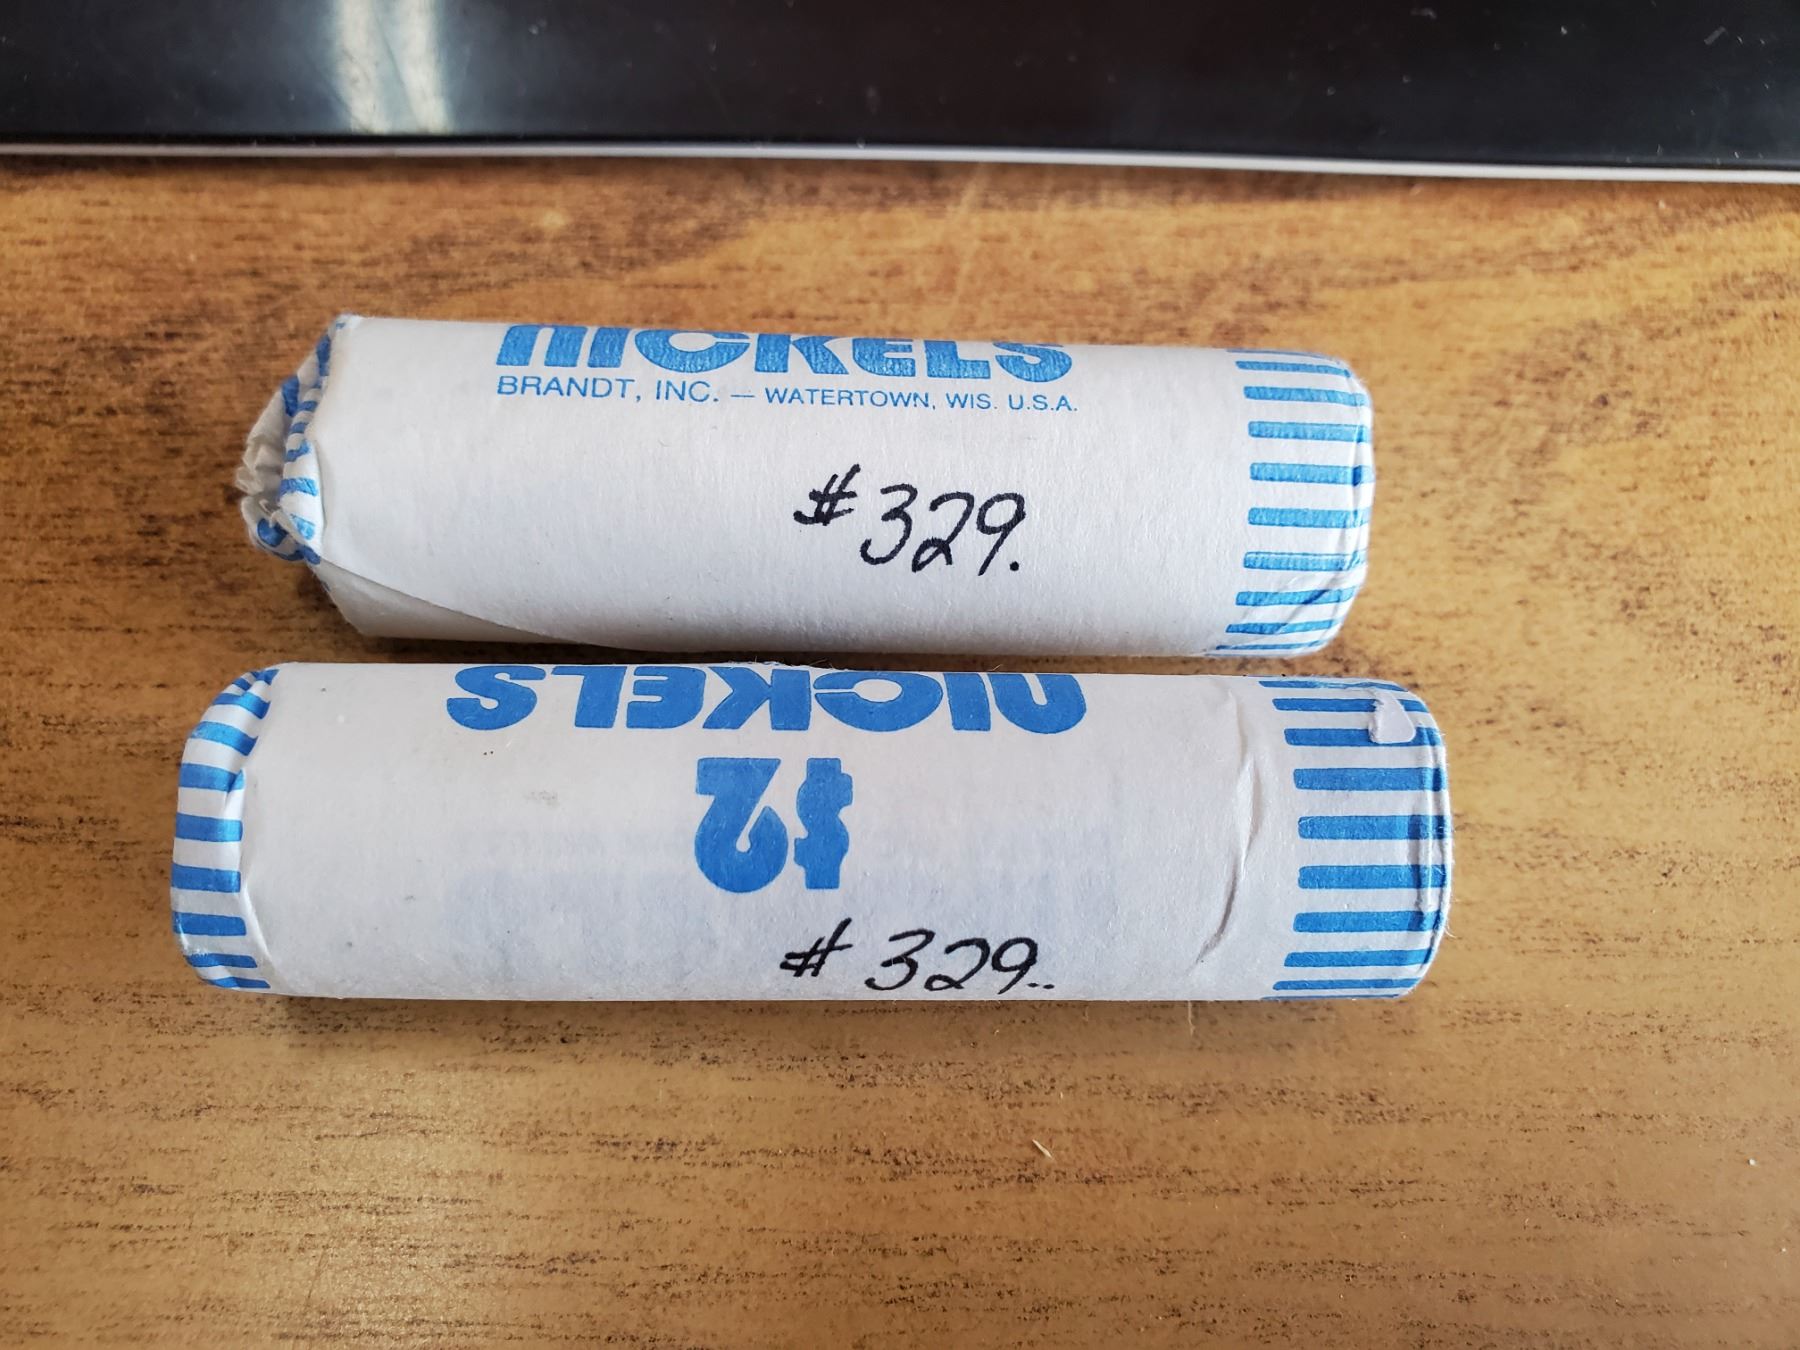 NICKELS
BRANDT, INC. — WATERTOWN, WIS. U.S.A.
#329.
NICKELS
$2
#329..